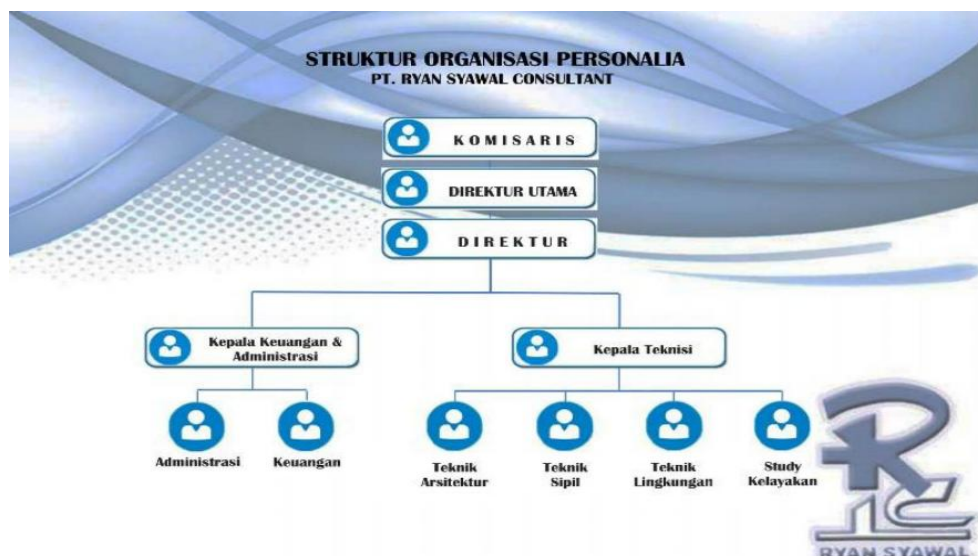 STRUKTUR ORGANISASI PERSONALIA
PT. RYAN SYAWAL CONSULTANT
KOMISARIS
DIREKTUR UTAMA
DIREKTUR
Kepala Keuangan &
Administrasi
Kepala Teknisi
Administrasi
Keuangan
Teknik
Arsitektur
Teknik
Sipil
Teknik
Lingkungan
Study
Kelayakan
RYAN SYAWAL